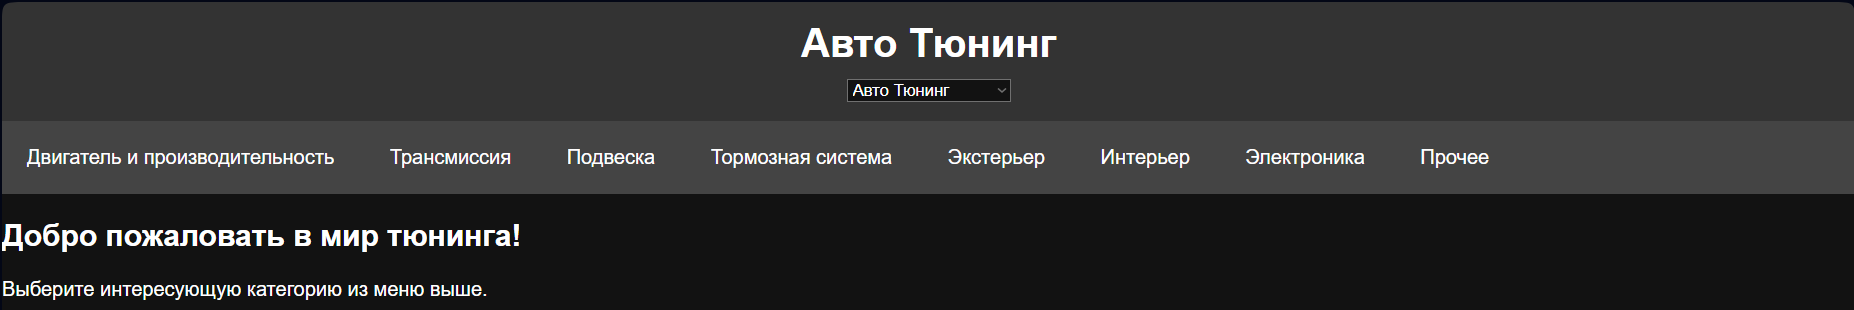 Авто Тюнинг
Авто Тюнинг
Двигатель и производительность Трансмиссия Подвеска Тормозная система Экстерьер Интерьер Электроника Прочее
Добро пожаловать в мир тюнинга!
Выберите интересующую категорию из меню выше.